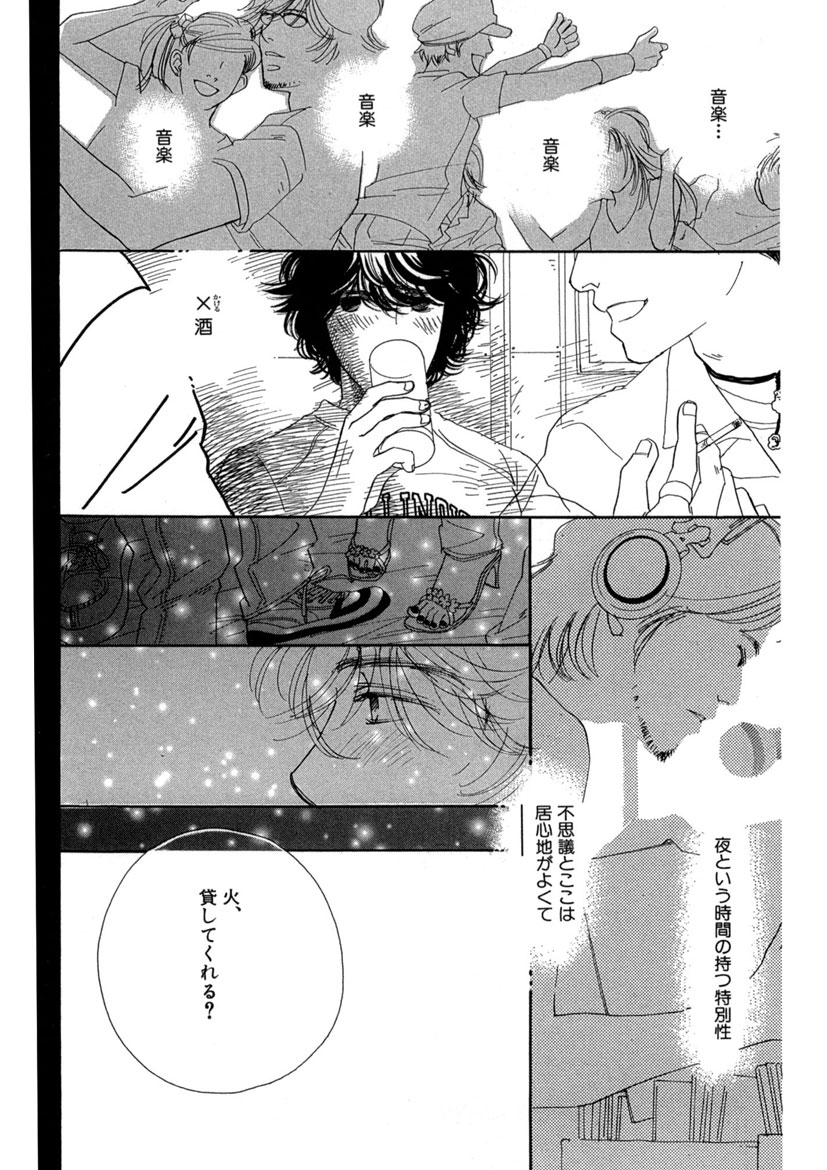 音楽…
音楽
音楽
音楽
×かける
酒
LINOI
夜という時間の持つ特別性
不思議とここは
居心地がよくて
火、
貸してくれる？